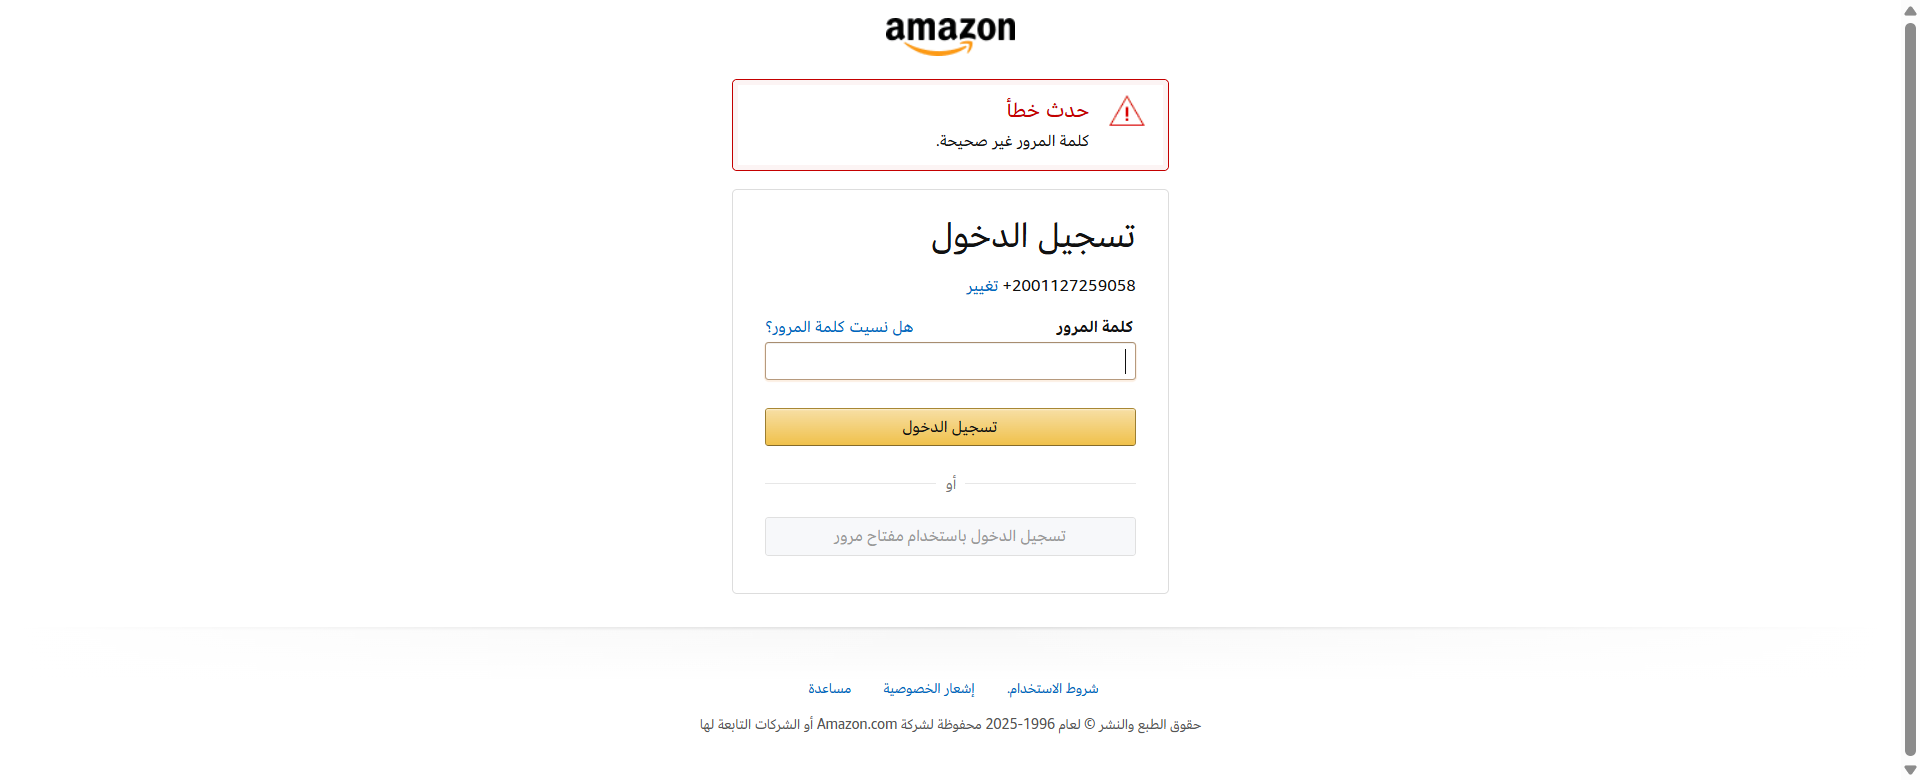 amazon
حدث خطأ
كلمة المرور غير صحيحة.
تسجيل الدخول
+2001127259058 تغيير
كلمة المرور هل نسيت كلمة المرور؟
تسجيل الدخول
أو
تسجيل الدخول باستخدام مفتاح مرور
شروط الاستخدام. إشعار الخصوصية مساعدة
حقوق الطبع والنشر © لعام 1996-2025 محفوظة لشركة Amazon.com أو الشركات التابعة لها